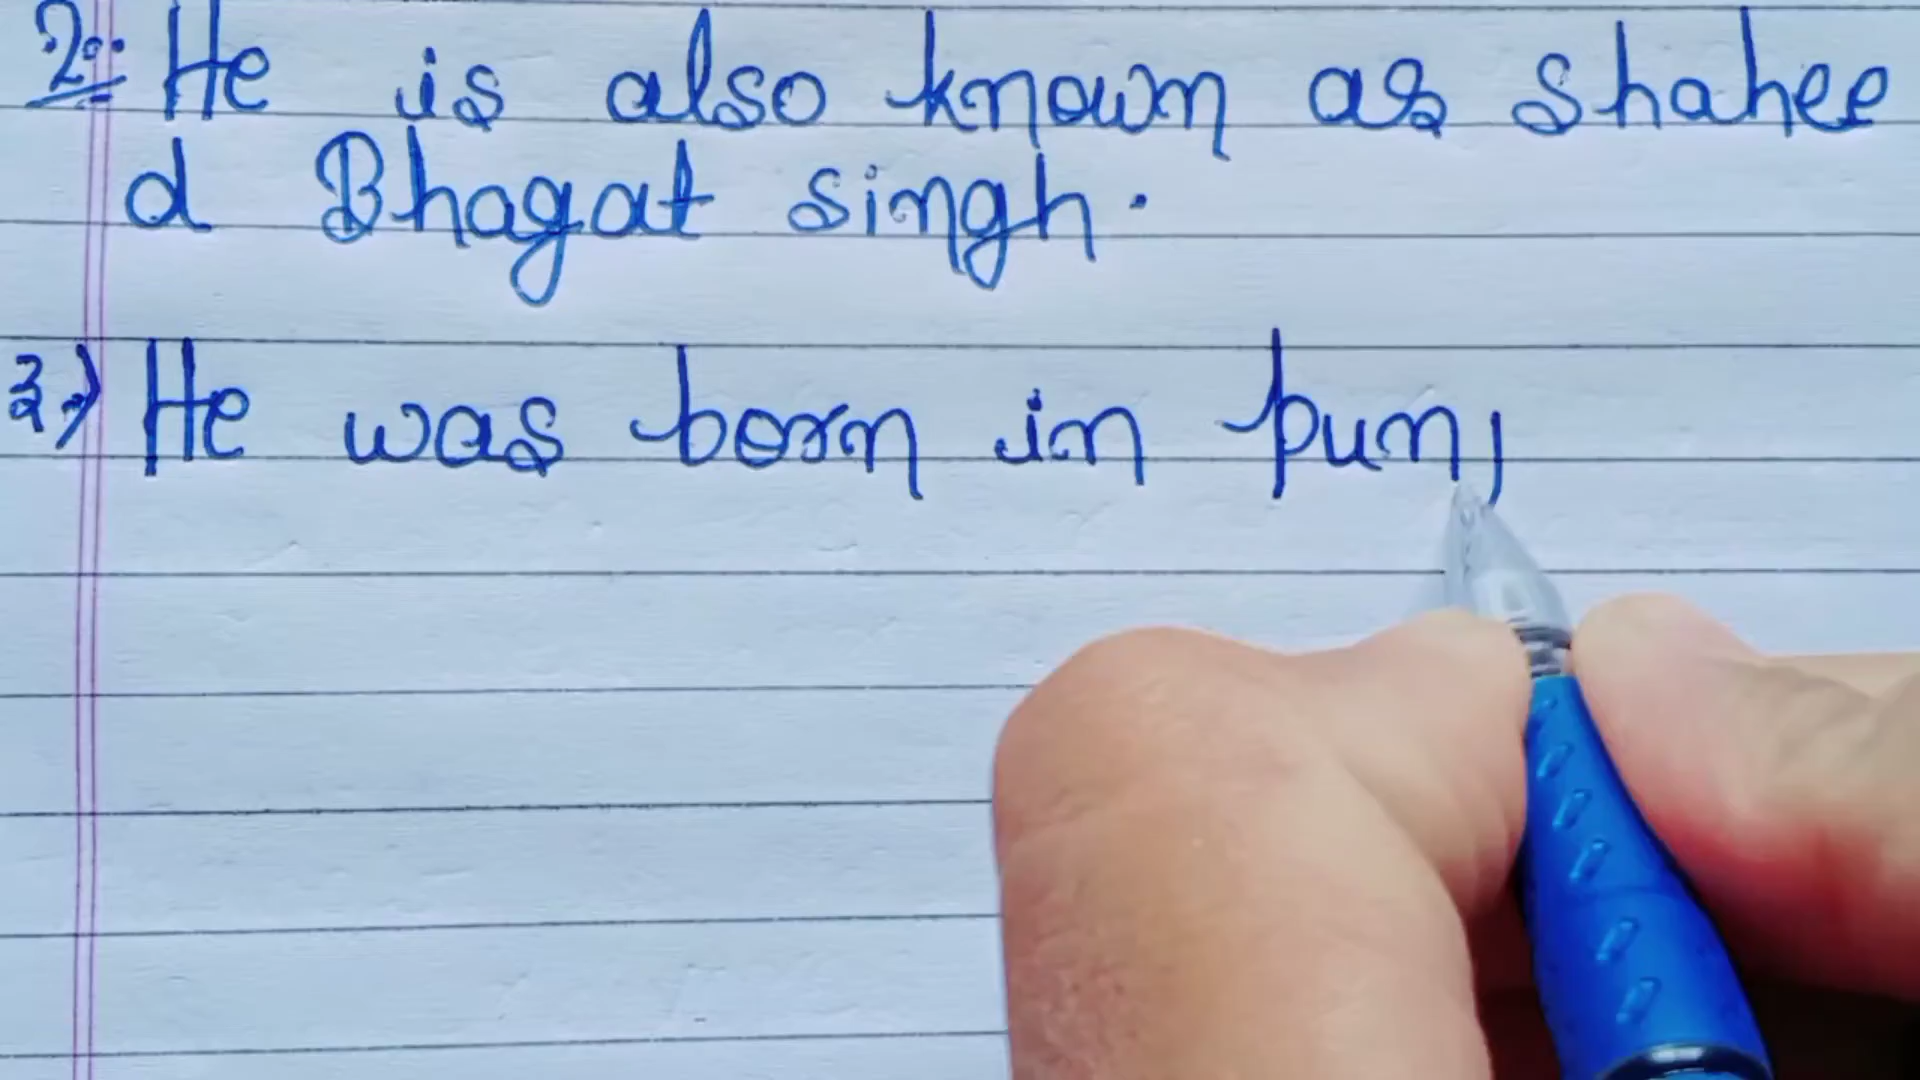 2:- He is also known as shahee
d Bhagat singh.
3.) He was born in punj